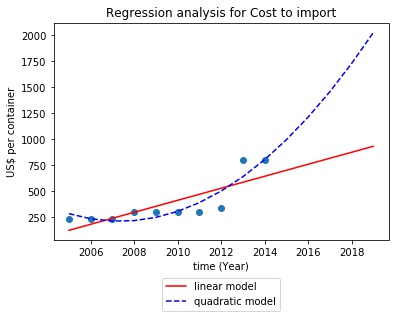 Regression analysis for Cost to import
US$ per container
2000
1750
1500
1250
1000
750
500
250
2006 2008 2010 2012 2014 2016 2018
time (Year)
linear model
quadratic model